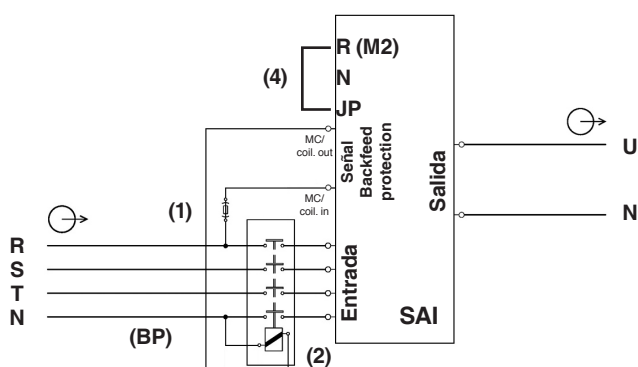 R (M2)
(4)
N
JP
MC/
coil. out
Señal
Backfeed
protection
MC/
coil. in
(1)
Salida
U
N
R
S
T
N
Entrada
SAI
(BP)
(2)